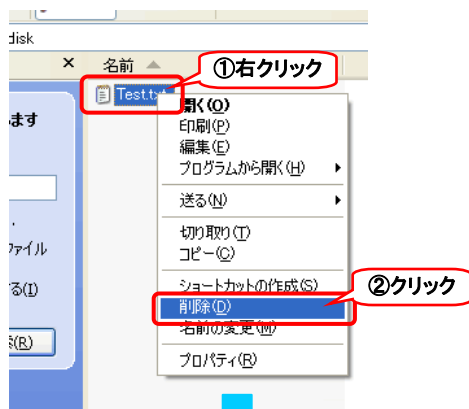 disk
× 名前
①右クリック
Test.txt
ます
開く(O)
印刷(P)
編集(E)
プログラムから開く(H)
送る(N)
ファイル
切り取り(T)
コピー(C)
る(I)
ショートカットの作成(S)
②クリック
削除(D)
名前の変更(M)
(R)
プロパティ(R)